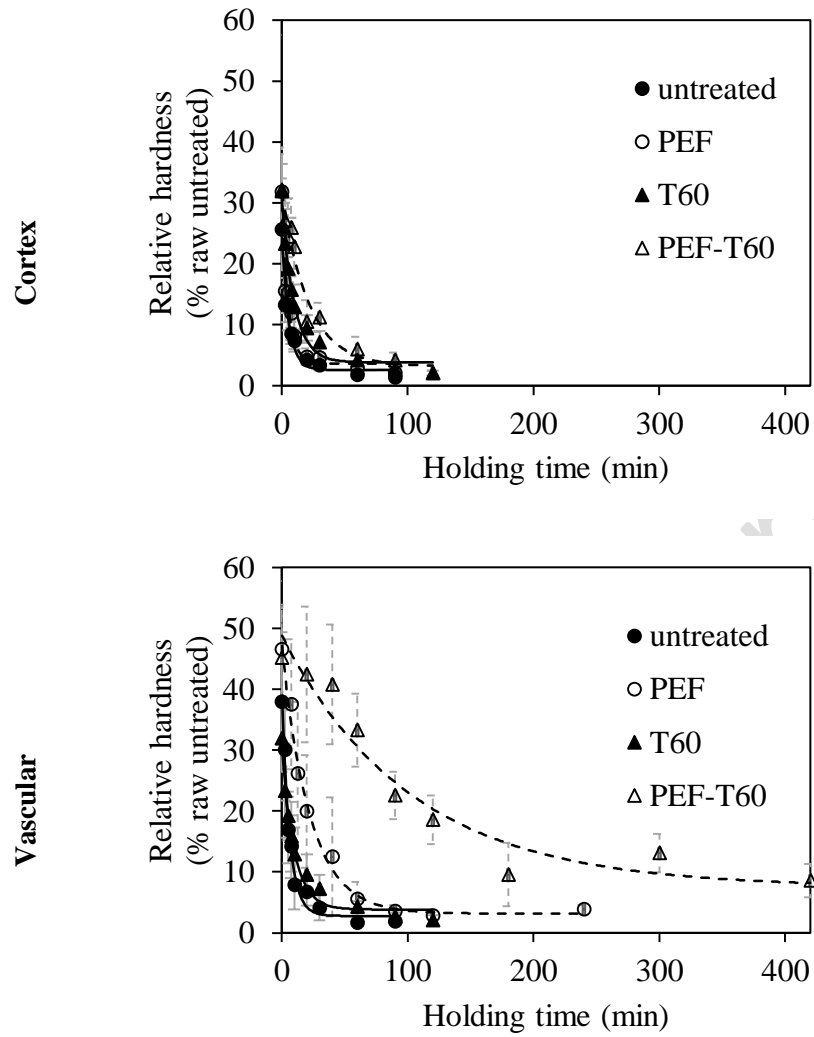 Cortex
Relative hardness
(% raw untreated)
60
50
40
30
20
10
0
untreated
PEF
T60
PEF-T60
0 100 200 300 400
Holding time (min)
Vascular
Relative hardness
(% raw untreated)
60
50
40
30
20
10
0
untreated
PEF
T60
PEF-T60
0 100 200 300 400
Holding time (min)